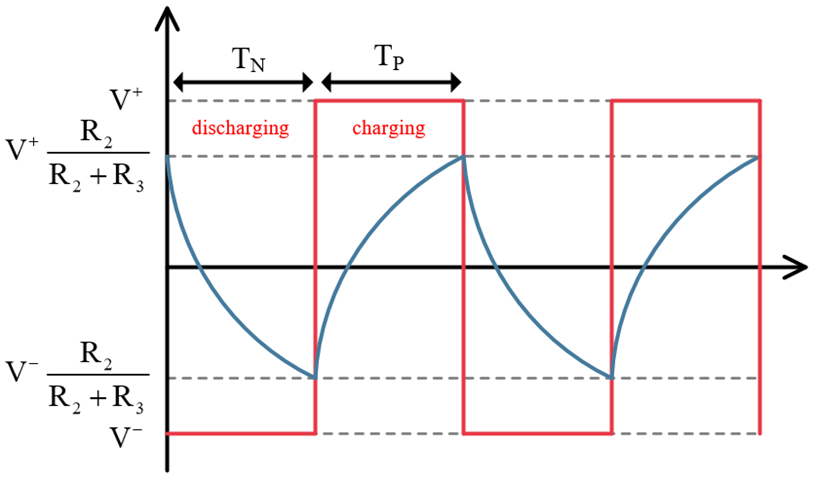 T_N
T_P
V⁺
discharging
charging
V⁺ R₂ / (R₂ + R₃)
V⁻ R₂ / (R₂ + R₃)
V⁻